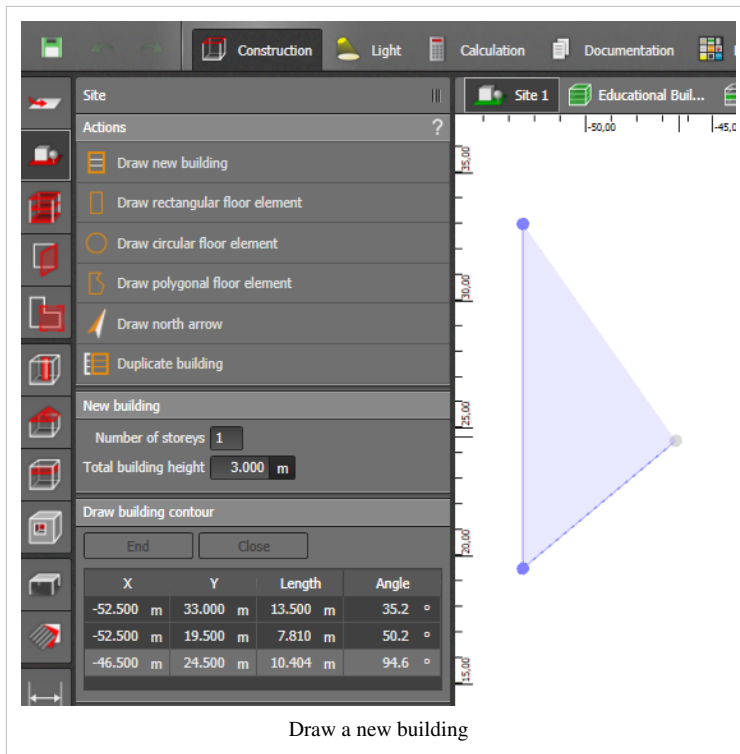 Construction Light Calculation Documentation
Site
Site 1 Educational Buil...
Actions ?
-50,00 -45,0
Draw new building
Draw rectangular floor element
Draw circular floor element
Draw polygonal floor element
Draw north arrow
Duplicate building
35,00
30,00
25,00
20,00
15,00
New building
Number of storeys 1
Total building height 3.000 m
Draw building contour
End Close
X Y Length Angle
-52.500 m 33.000 m 13.500 m 35.2 °
-52.500 m 19.500 m 7.810 m 50.2 °
-46.500 m 24.500 m 10.404 m 94.6 °
Draw a new building